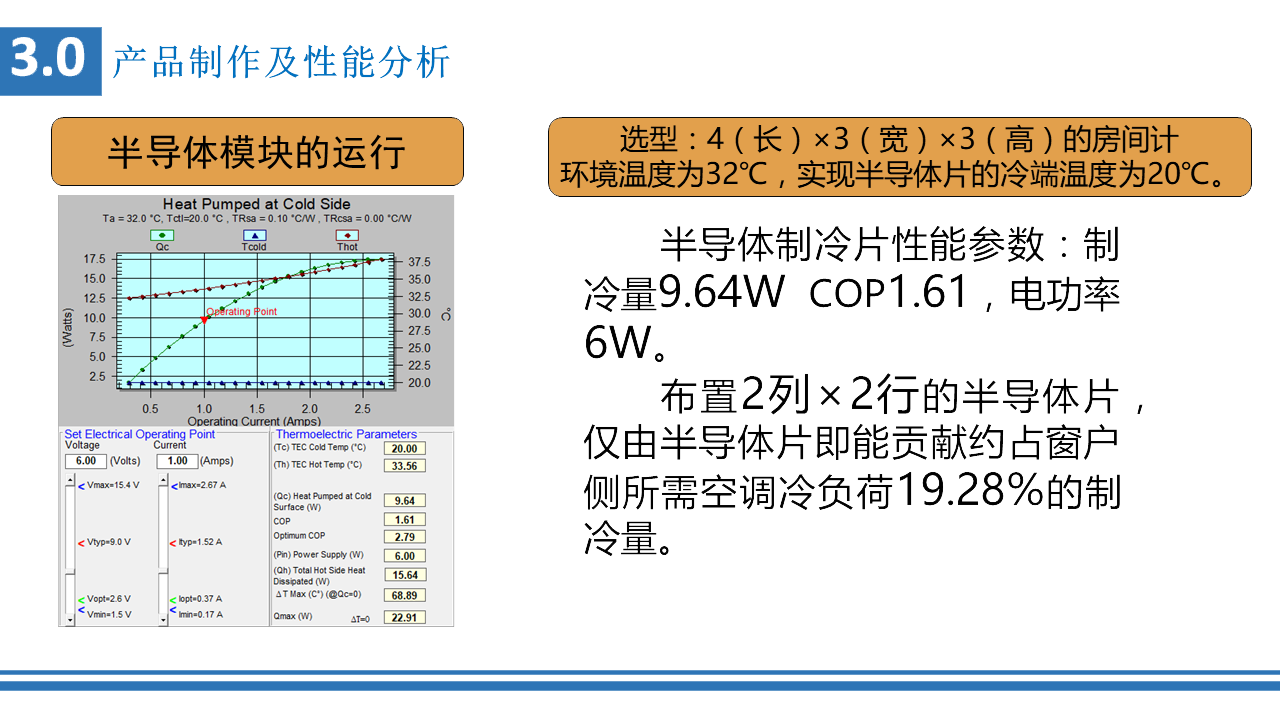 3.0 产品制作及性能分析
半导体模块的运行
选型：4（长）×3（宽）×3（高）的房间计
环境温度为32℃，实现半导体片的冷端温度为20℃。
Heat Pumped at Cold Side
Ta = 32.0 °C, Tctl=20.0 °C , TRsa = 0.10 °C/W , TRcsa = 0.00 °C/W
Qc Tcold Thot
17.5
15.0
12.5
10.0
7.5
5.0
2.5
(Watts)
Operating Point
37.5
35.0
32.5
30.0
27.5
25.0
22.5
20.0
°C
0.5 1.0 1.5 2.0 2.5
Operating Current (Amps)
Set Electrical Operating Point
Voltage Current
6.00 (Volts) 1.00 (Amps)
< Vmax=15.4 V < Imax=2.67 A
< Vtyp=9.0 V < Ityp=1.52 A
< Vopt=2.6 V < Iopt=0.37 A
< Vmin=1.5 V < Imin=0.17 A
Thermoelectric Parameters
(Tc) TEC Cold Temp (°C) 20.00
(Th) TEC Hot Temp (°C) 33.56
(Qc) Heat Pumped at Cold
Surface (W) 9.64
COP 1.61
Optimum COP 2.79
(Pin) Power Supply (W) 6.00
(Qh) Total Hot Side Heat
Dissipated (W) 15.64
ΔT Max (C°) (@Qc=0) 68.89
Qmax (W) ΔT=0 22.91
半导体制冷片性能参数：制
冷量9.64W COP1.61，电功率
6W。
布置2列×2行的半导体片，
仅由半导体片即能贡献约占窗户
侧所需空调冷负荷19.28%的制
冷量。